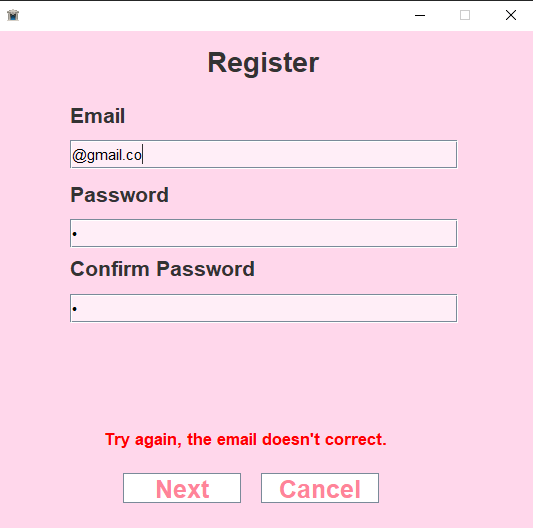 Register
Email
@gmail.co
Password
•
Confirm Password
•
Try again, the email doesn't correct.
Next
Cancel